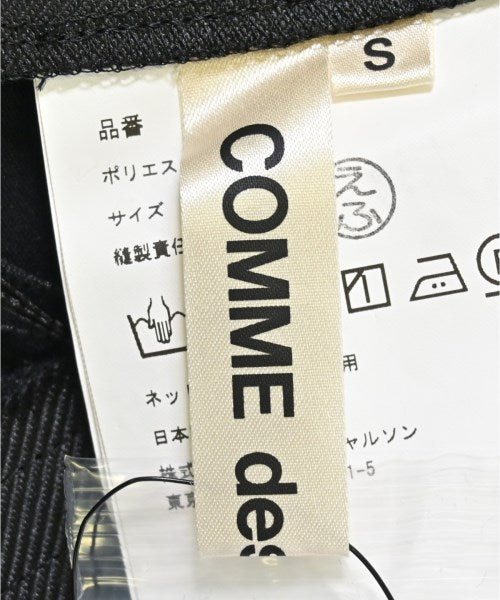 S
COMME des
品番
ポリエス
サイズ
縫製責任
えふ
用
ネッ
日本 ャルソン
株式 1-5
東京